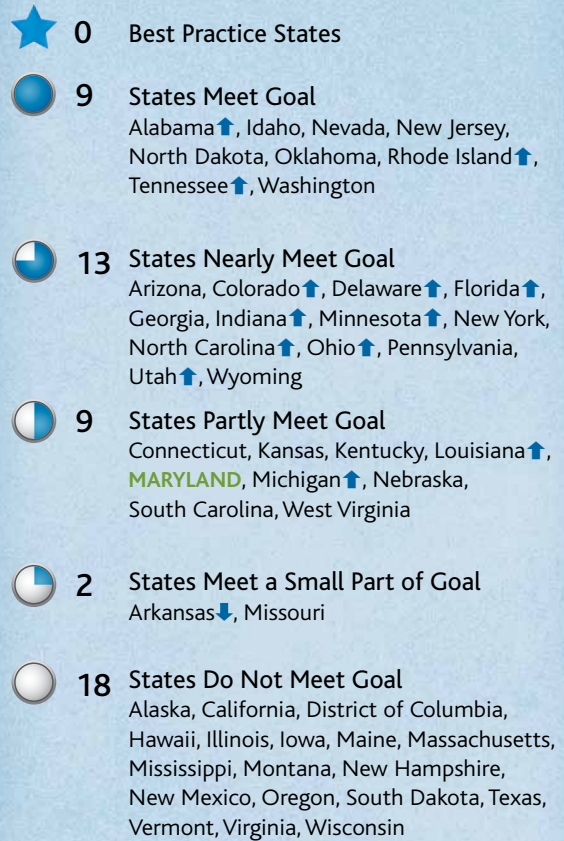 0 Best Practice States
9 States Meet Goal
Alabama⬆, Idaho, Nevada, New Jersey,
North Dakota, Oklahoma, Rhode Island⬆,
Tennessee⬆, Washington
13 States Nearly Meet Goal
Arizona, Colorado⬆, Delaware⬆, Florida⬆,
Georgia, Indiana⬆, Minnesota⬆, New York,
North Carolina⬆, Ohio⬆, Pennsylvania,
Utah⬆, Wyoming
9 States Partly Meet Goal
Connecticut, Kansas, Kentucky, Louisiana⬆,
MARYLAND, Michigan⬆, Nebraska,
South Carolina, West Virginia
2 States Meet a Small Part of Goal
Arkansas⬇, Missouri
18 States Do Not Meet Goal
Alaska, California, District of Columbia,
Hawaii, Illinois, Iowa, Maine, Massachusetts,
Mississippi, Montana, New Hampshire,
New Mexico, Oregon, South Dakota, Texas,
Vermont, Virginia, Wisconsin